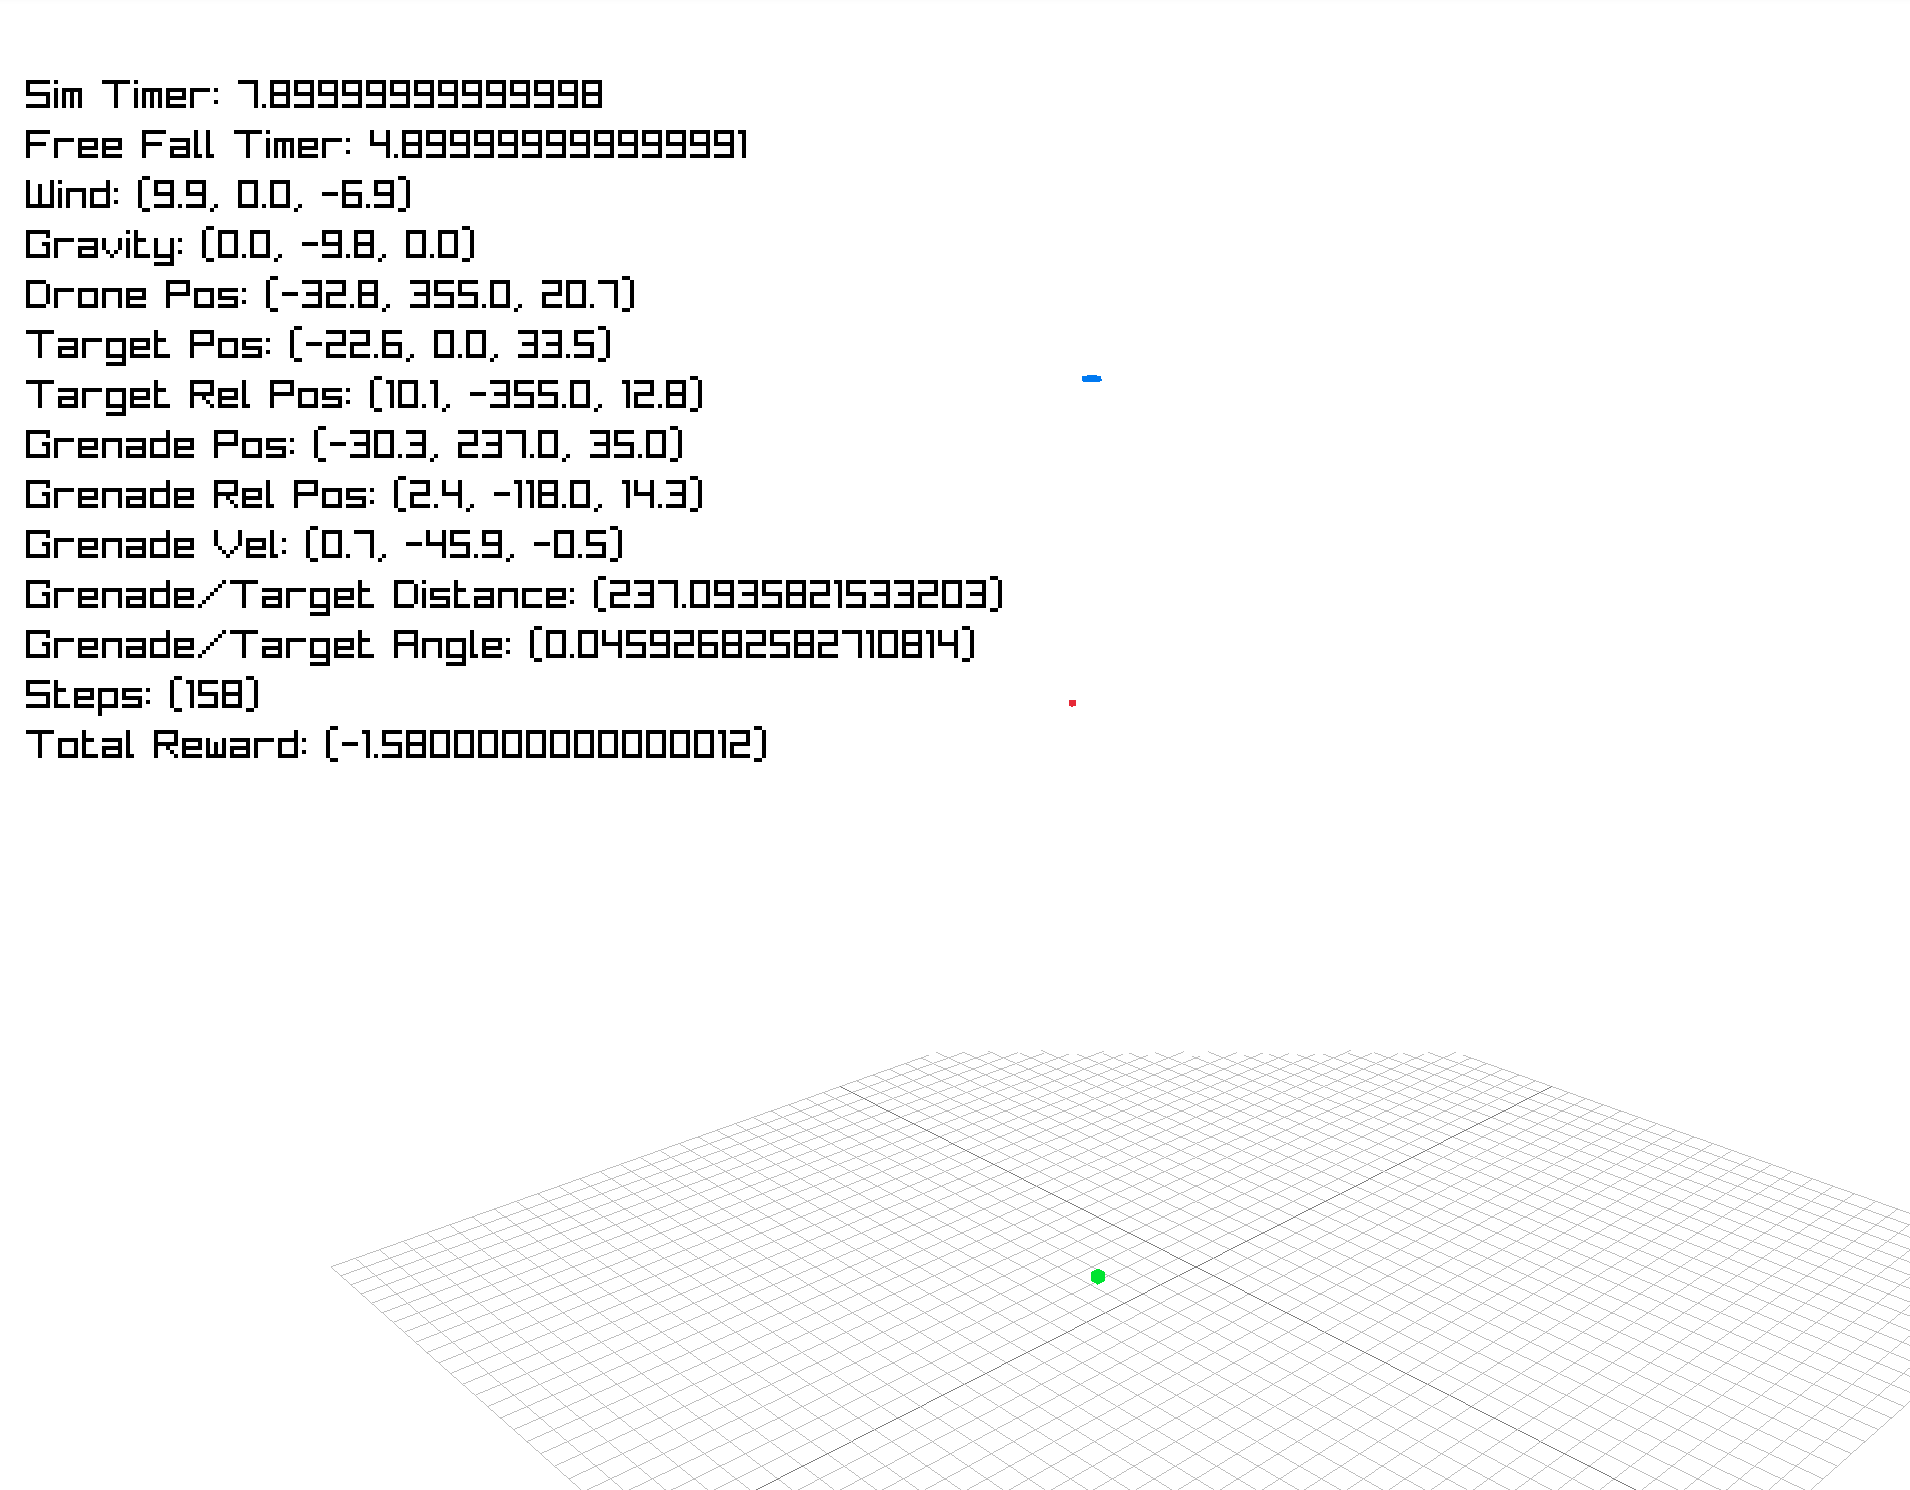 Sim Timer: 7.89999999999998
Free Fall Timer: 4.899999999999991
Wind: (9.9, 0.0, -6.9)
Gravity: (0.0, -9.8, 0.0)
Drone Pos: (-32.8, 355.0, 20.7)
Target Pos: (-22.6, 0.0, 33.5)
Target Rel Pos: (10.1, -355.0, 12.8)
Grenade Pos: (-30.3, 237.0, 35.0)
Grenade Rel Pos: (2.4, -118.0, 14.3)
Grenade Vel: (0.7, -45.9, -0.5)
Grenade/Target Distance: (237.0935821533203)
Grenade/Target Angle: (0.04592682582710814)
Steps: (158)
Total Reward: (-1.5800000000000012)